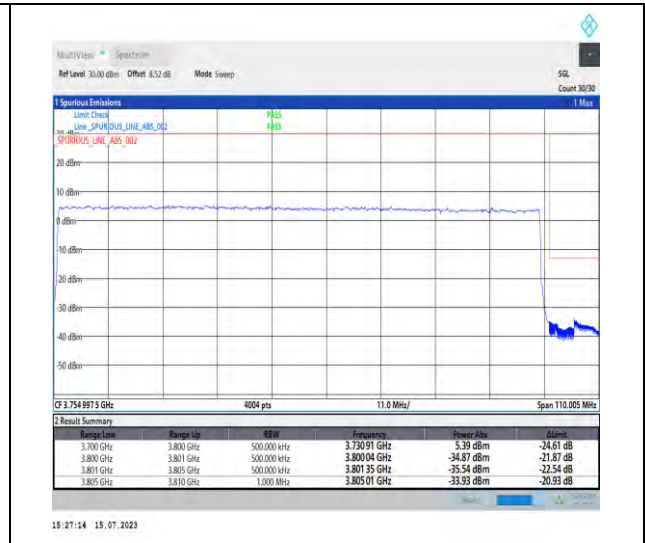 MultiView Spectrum
Ref Level 30.00 dBm Offset 8.52 dB Mode Sweep SGL
Count 30/30
1 Spurious Emissions 1 Max
Limit Check PASS
Line _SPURIOUS_LINE_ABS_002 PASS
SPURIOUS_LINE_ABS_002
20 dBm
10 dBm
0 dBm
-10 dBm
-20 dBm
-30 dBm
-40 dBm
-50 dBm
CF 3.754 997 5 GHz 4004 pts 11.0 MHz/ Span 110.005 MHz
2 Result Summary
Range Low Range Up RBW Frequency Power Abs ΔLimit
3.700 GHz 3.800 GHz 500.000 kHz 3.730 91 GHz 5.39 dBm -24.61 dB
3.800 GHz 3.801 GHz 500.000 kHz 3.800 04 GHz -34.87 dBm -21.87 dB
3.801 GHz 3.805 GHz 500.000 kHz 3.801 35 GHz -35.54 dBm -22.54 dB
3.805 GHz 3.810 GHz 1.000 MHz 3.805 01 GHz -33.93 dBm -20.93 dB
15:27:14 15.07.2023